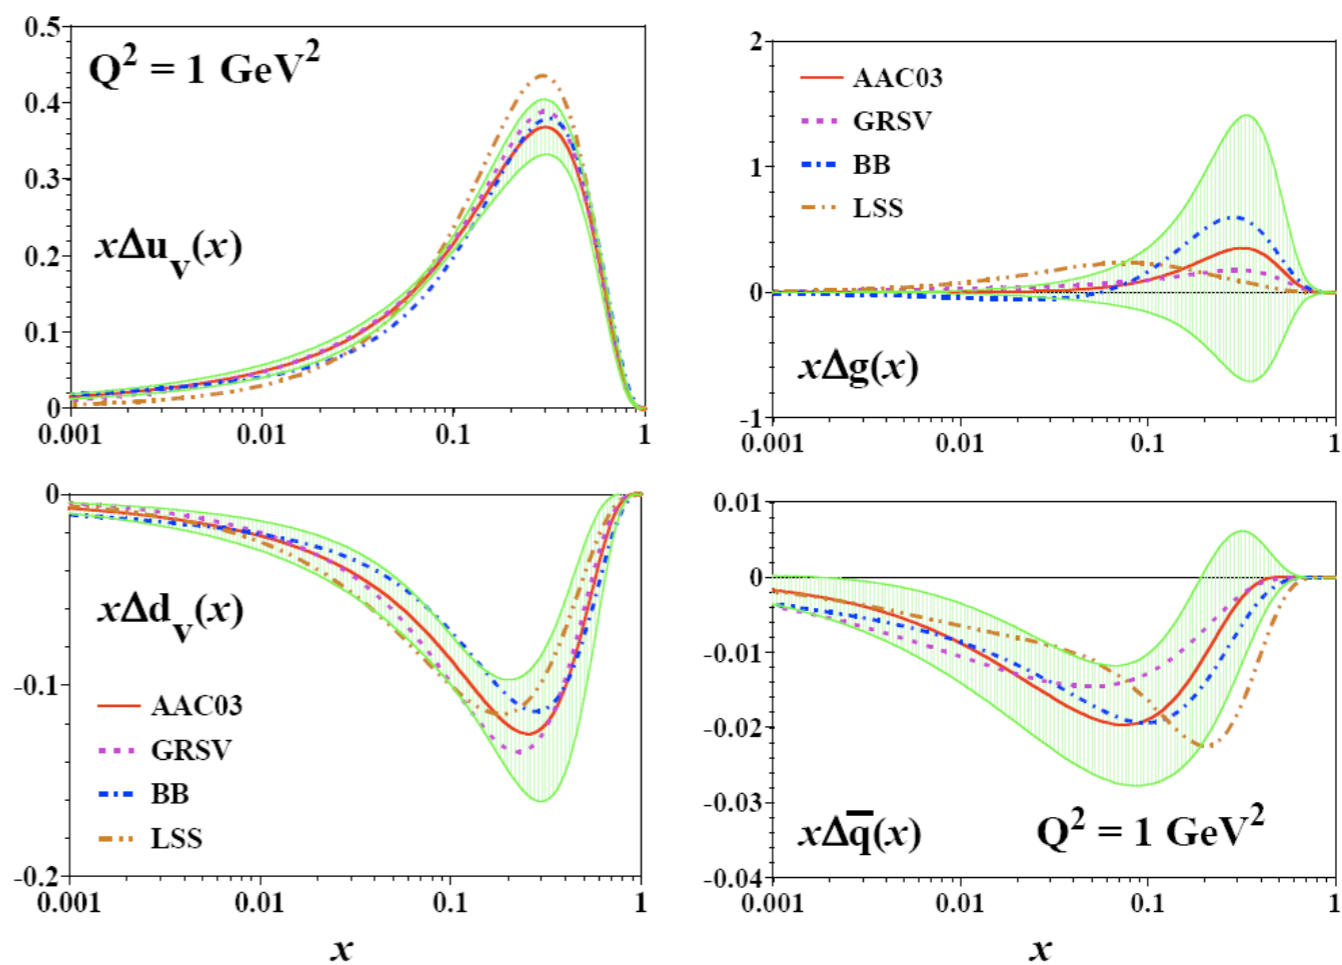 0.5
Q² = 1 GeV²
0.4
0.3
xΔu_v(x)
0.2
0.1
0
0.001 0.01 0.1 1
2
AAC03
GRSV
BB
LSS
1
0
xΔg(x)
-1
0.001 0.01 0.1 1
0
xΔd_v(x)
-0.1
AAC03
GRSV
BB
LSS
-0.2
0.001 0.01 0.1 1
x
0.01
0
-0.01
-0.02
-0.03
xΔq̅(x) Q² = 1 GeV²
-0.04
0.001 0.01 0.1 1
x